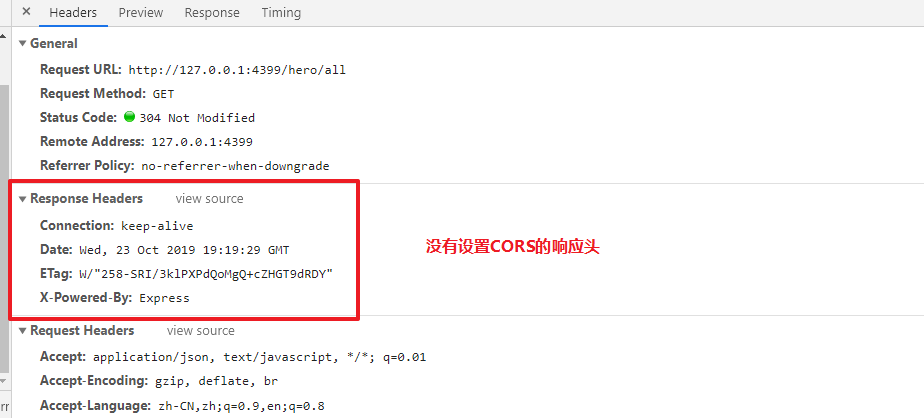 × Headers Preview Response Timing
▼ General
Request URL: http://127.0.0.1:4399/hero/all
Request Method: GET
Status Code: 304 Not Modified
Remote Address: 127.0.0.1:4399
Referrer Policy: no-referrer-when-downgrade
▼ Response Headers view source
Connection: keep-alive
Date: Wed, 23 Oct 2019 19:19:29 GMT
没有设置CORS的响应头
ETag: W/"258-SRI/3klPXPdQoMgQ+cZHGT9dRDY"
X-Powered-By: Express
▼ Request Headers view source
Accept: application/json, text/javascript, */*; q=0.01
Accept-Encoding: gzip, deflate, br
rr
Accept-Language: zh-CN,zh;q=0.9,en;q=0.8